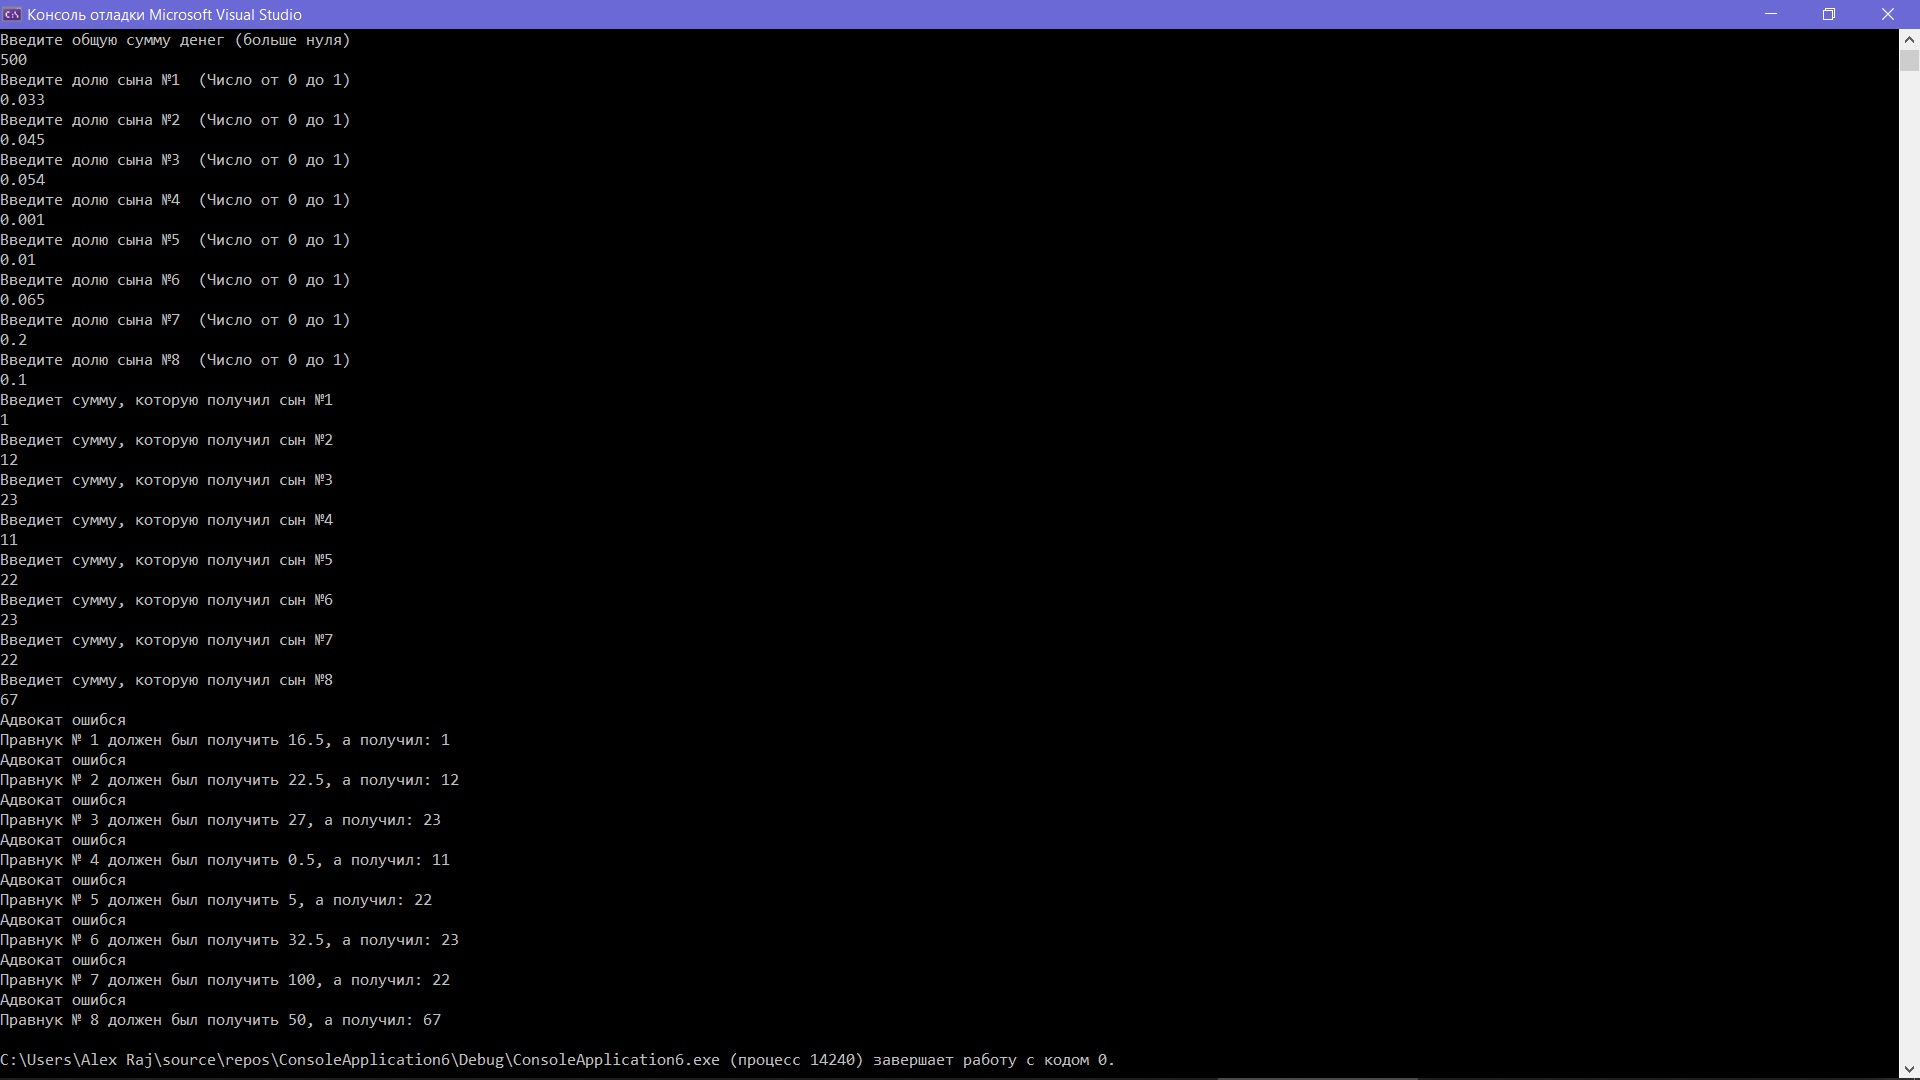 Консоль отладки Microsoft Visual Studio
Введите общую сумму денег (больше нуля)
500
Введите долю сына №1  (Число от 0 до 1)
0.033
Введите долю сына №2  (Число от 0 до 1)
0.045
Введите долю сына №3  (Число от 0 до 1)
0.054
Введите долю сына №4  (Число от 0 до 1)
0.001
Введите долю сына №5  (Число от 0 до 1)
0.01
Введите долю сына №6  (Число от 0 до 1)
0.065
Введите долю сына №7  (Число от 0 до 1)
0.2
Введите долю сына №8  (Число от 0 до 1)
0.1
Введиет сумму, которую получил сын №1
1
Введиет сумму, которую получил сын №2
12
Введиет сумму, которую получил сын №3
23
Введиет сумму, которую получил сын №4
11
Введиет сумму, которую получил сын №5
22
Введиет сумму, которую получил сын №6
23
Введиет сумму, которую получил сын №7
22
Введиет сумму, которую получил сын №8
67
Адвокат ошибся
Правнук № 1 должен был получить 16.5, а получил: 1
Адвокат ошибся
Правнук № 2 должен был получить 22.5, а получил: 12
Адвокат ошибся
Правнук № 3 должен был получить 27, а получил: 23
Адвокат ошибся
Правнук № 4 должен был получить 0.5, а получил: 11
Адвокат ошибся
Правнук № 5 должен был получить 5, а получил: 22
Адвокат ошибся
Правнук № 6 должен был получить 32.5, а получил: 23
Адвокат ошибся
Правнук № 7 должен был получить 100, а получил: 22
Адвокат ошибся
Правнук № 8 должен был получить 50, а получил: 67
C:\Users\Alex Raj\source\repos\ConsoleApplication6\Debug\ConsoleApplication6.exe (процесс 14240) завершает работу с кодом 0.